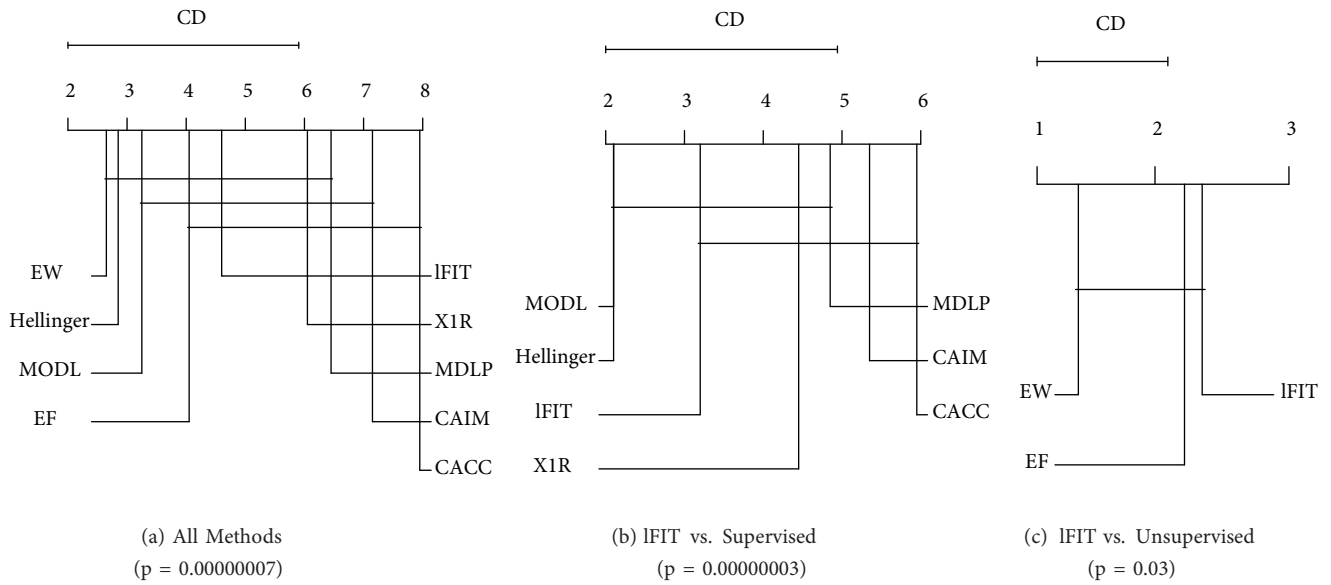 CD
2 3 4 5 6 7 8
EW
Hellinger
MODL
EF
lFIT
X1R
MDLP
CAIM
CACC
(a) All Methods
(p = 0.00000007)
CD
2 3 4 5 6
MODL
Hellinger
lFIT
X1R
MDLP
CAIM
CACC
(b) lFIT vs. Supervised
(p = 0.00000003)
CD
1 2 3
EW
EF
lFIT
(c) lFIT vs. Unsupervised
(p = 0.03)